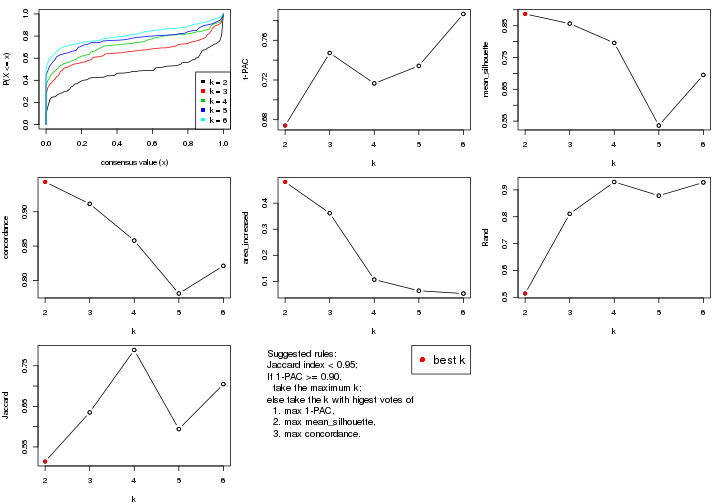 P(X <= x)
0.0 0.2 0.4 0.6 0.8 1.0
k = 2
k = 3
k = 4
k = 5
k = 6
0.0 0.2 0.4 0.6 0.8 1.0
consensus value (x)
1-PAC
0.68 0.72 0.76
2 3 4 5 6
k
mean_silhouette
0.55 0.65 0.75 0.85
2 3 4 5 6
k
concordance
0.80 0.85 0.90
2 3 4 5 6
k
area_increased
0.1 0.2 0.3 0.4
2 3 4 5 6
k
Rand
0.5 0.6 0.7 0.8 0.9
2 3 4 5 6
k
Jaccard
0.55 0.65 0.75
2 3 4 5 6
k
Suggested rules:
Jaccard index < 0.95;
If 1-PAC >= 0.90,
take the maximum k;
else take the k with higest votes of
1. max 1-PAC,
2. max mean_silhouette,
3. max concordance.
best k